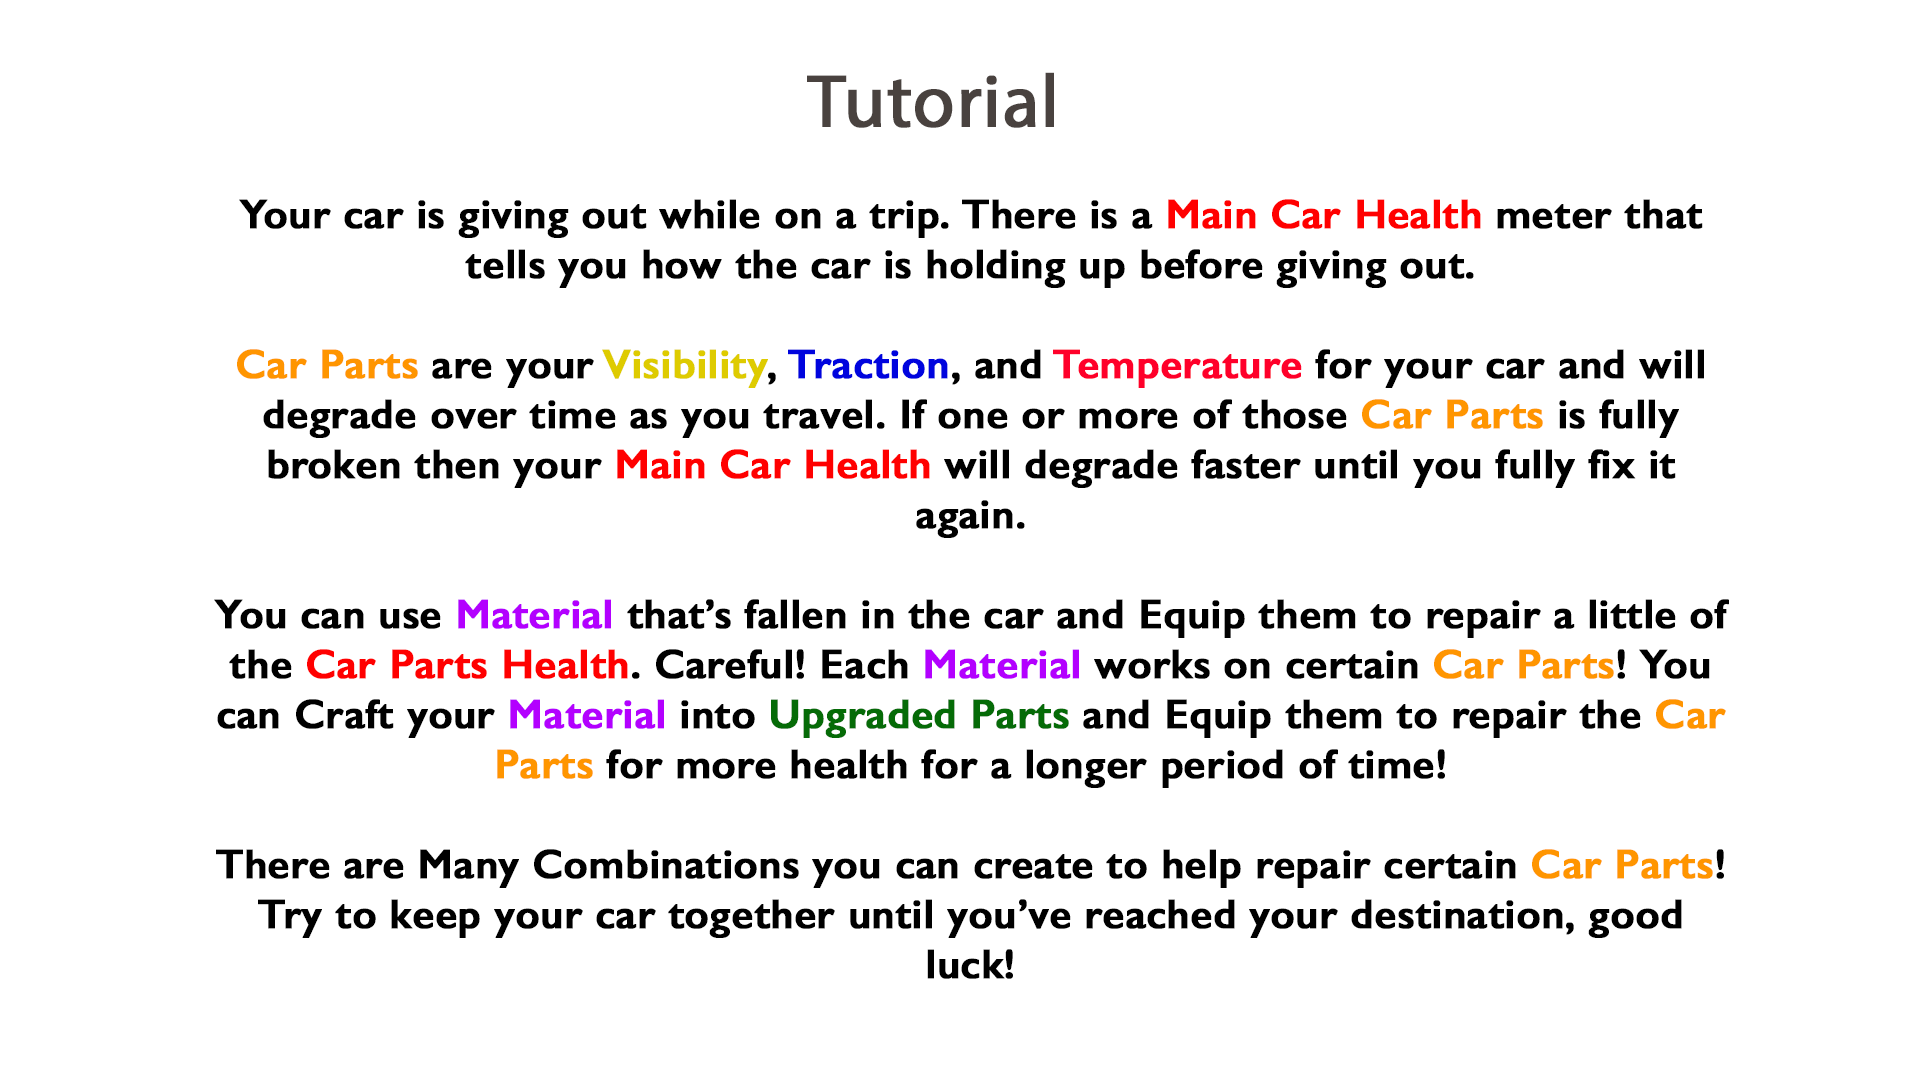 Tutorial
Your car is giving out while on a trip. There is a Main Car Health meter that
tells you how the car is holding up before giving out.
Car Parts are your Visibility, Traction, and Temperature for your car and will
degrade over time as you travel. If one or more of those Car Parts is fully
broken then your Main Car Health will degrade faster until you fully fix it
again.
You can use Material that’s fallen in the car and Equip them to repair a little of
the Car Parts Health. Careful! Each Material works on certain Car Parts! You
can Craft your Material into Upgraded Parts and Equip them to repair the Car
Parts for more health for a longer period of time!
There are Many Combinations you can create to help repair certain Car Parts!
Try to keep your car together until you’ve reached your destination, good
luck!